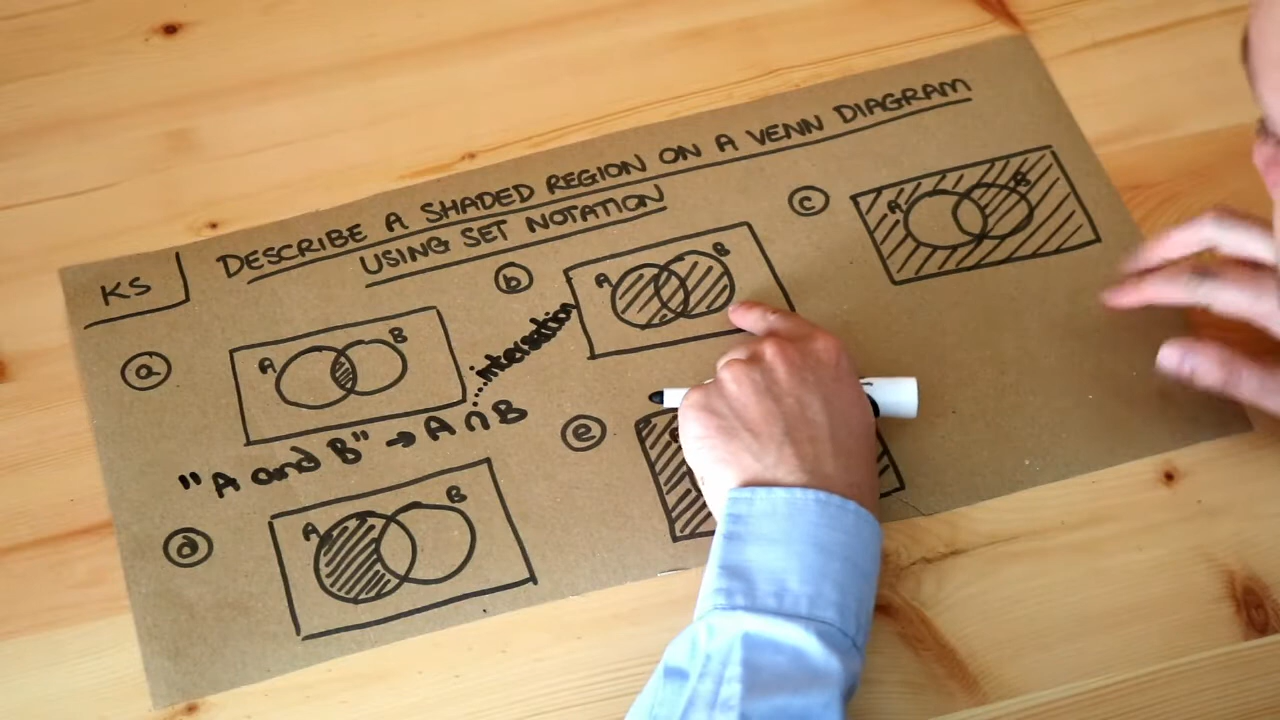 KS
DESCRIBE A SHADED REGION ON A VENN DIAGRAM
USING SET NOTATION
a
A B
"A and B" → A ∩ B
intersection
b
A B
c
A B
d
A B
e